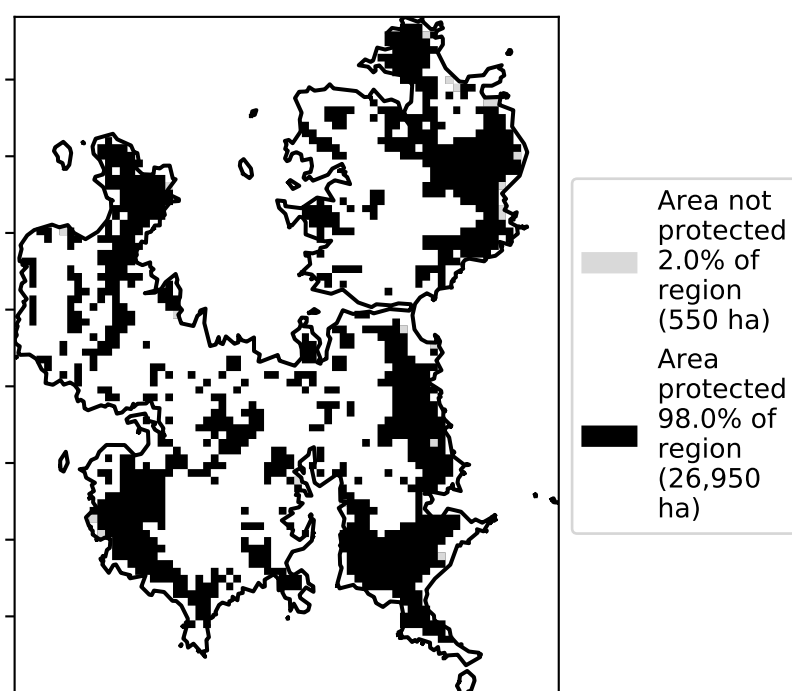 Area not
protected
2.0% of
region
(550 ha)
Area
protected
98.0% of
region
(26,950
ha)